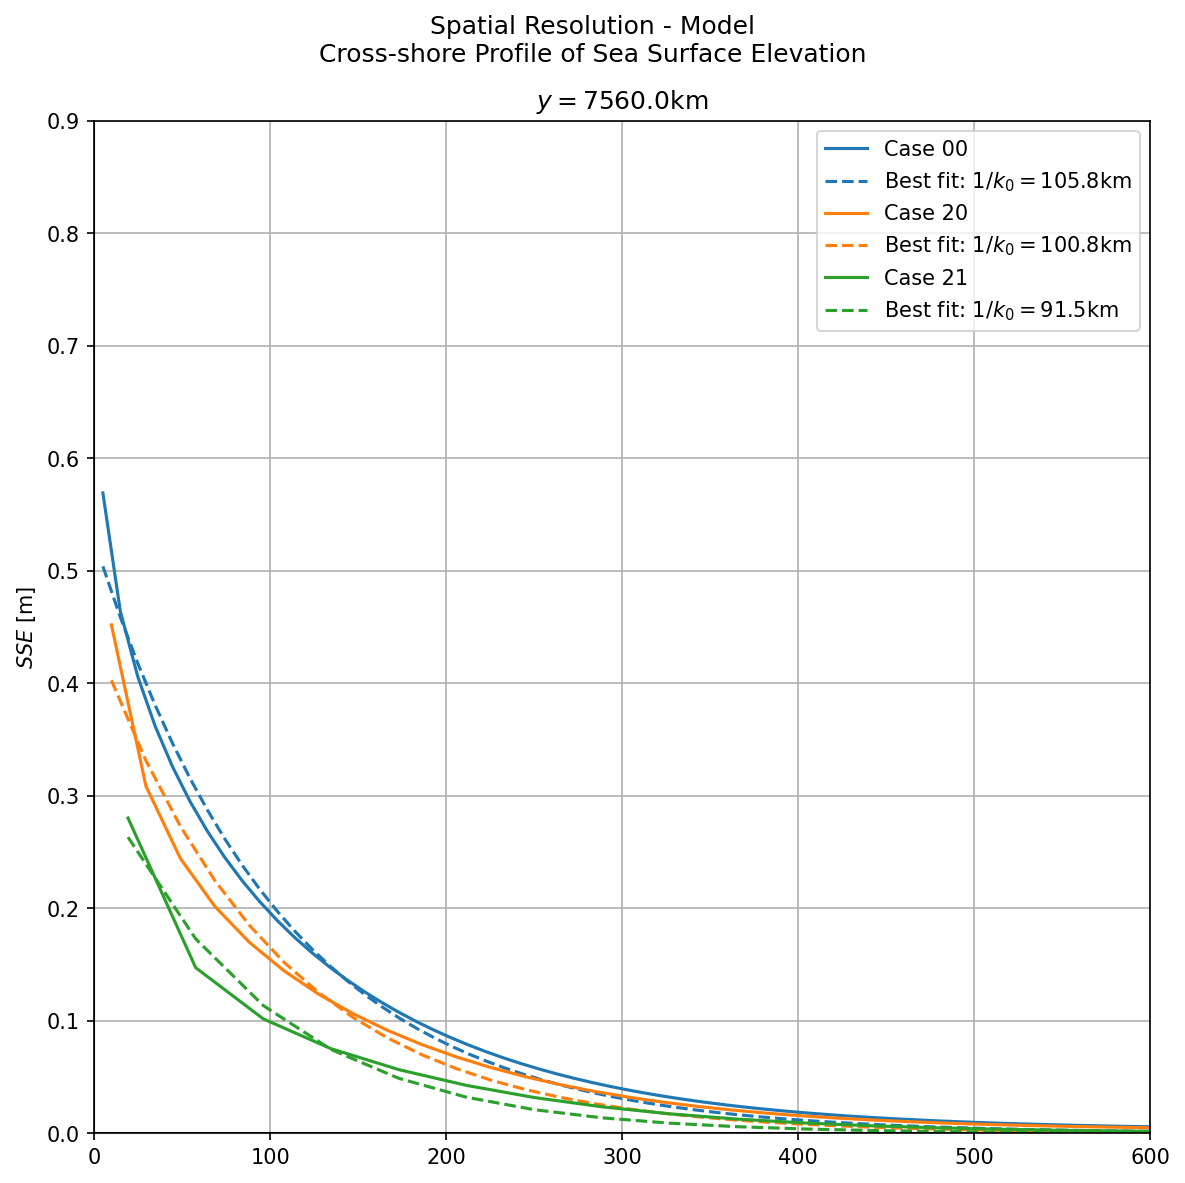 Spatial Resolution - Model
Cross-shore Profile of Sea Surface Elevation
y = 7560.0km
0.9
0.8
0.7
0.6
0.5
0.4
0.3
0.2
0.1
0.0
SSE [m]
Case 00
Best fit: 1/k₀ = 105.8km
Case 20
Best fit: 1/k₀ = 100.8km
Case 21
Best fit: 1/k₀ = 91.5km
0 100 200 300 400 500 600